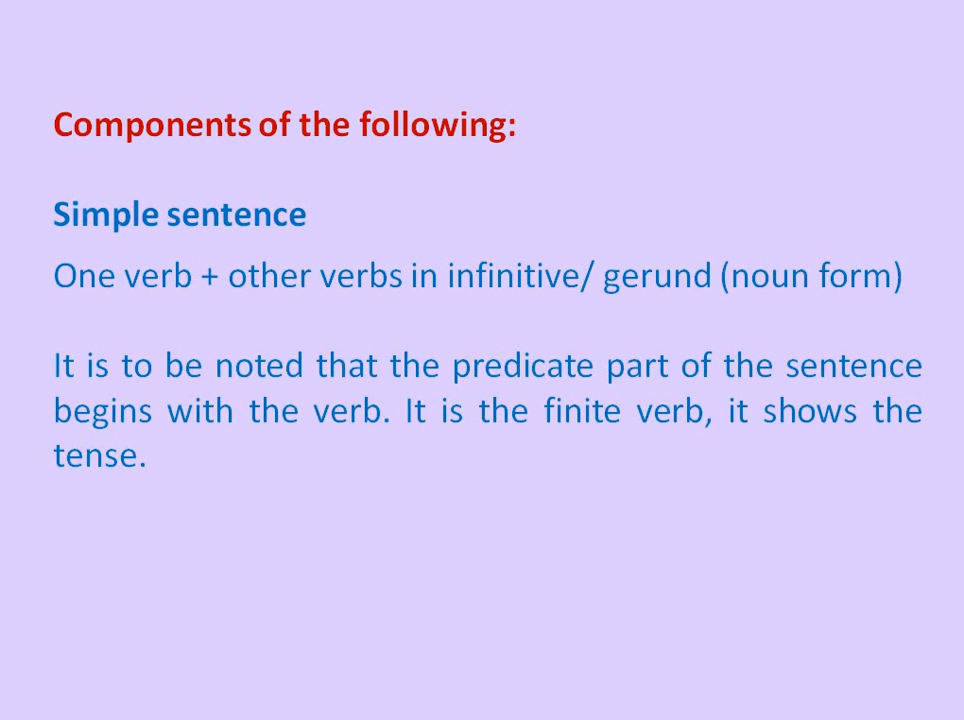 Components of the following:
Simple sentence
One verb + other verbs in infinitive/ gerund (noun form)
It is to be noted that the predicate part of the sentence
begins with the verb. It is the finite verb, it shows the
tense.